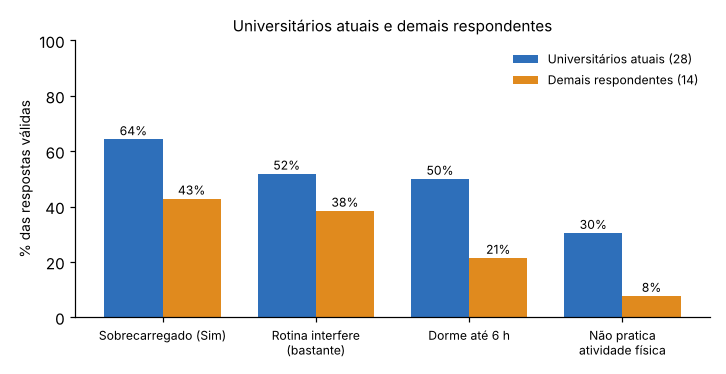 Universitários atuais e demais respondentes
% das respostas válidas
100
80
60
40
20
0
Universitários atuais (28)
Demais respondentes (14)
64%
43%
52%
38%
50%
21%
30%
8%
Sobrecarregado (Sim)
Rotina interfere
(bastante)
Dorme até 6 h
Não pratica
atividade física